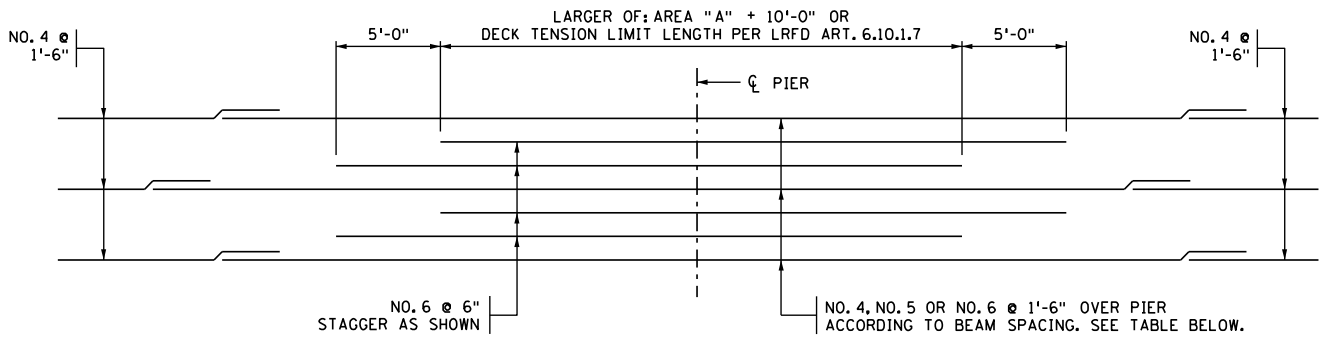 LARGER OF: AREA "A" + 10'-0" OR
DECK TENSION LIMIT LENGTH PER LRFD ART. 6.10.1.7
NO. 4 @
1'-6"
5'-0"
5'-0"
NO. 4 @
1'-6"
℄ PIER
NO. 6 @ 6"
STAGGER AS SHOWN
NO. 4, NO. 5 OR NO. 6 @ 1'-6" OVER PIER
ACCORDING TO BEAM SPACING. SEE TABLE BELOW.